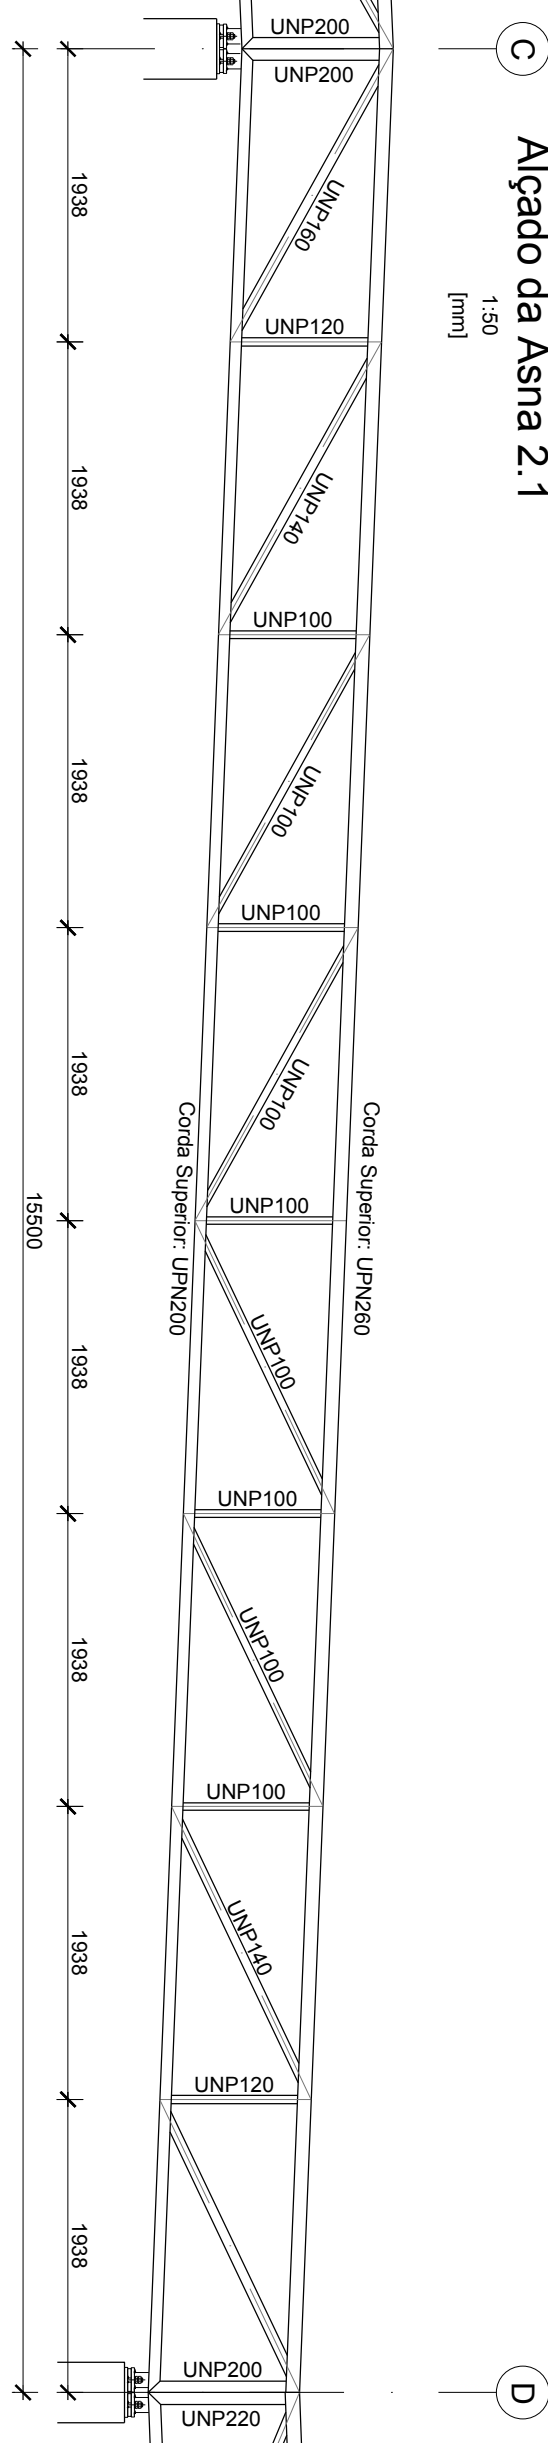 C
D
Alçado da Asna 2.1
1:50
[mm]
UNP200
UNP200
UNP160
UNP120
UNP140
UNP100
UNP100
UNP100
UNP100
Corda Superior: UPN260
Corda Superior: UPN200
UNP100
UNP100
UNP100
UNP100
UNP100
UNP140
UNP120
UNP200
UNP220
1938
1938
1938
1938
1938
1938
1938
1938
15500